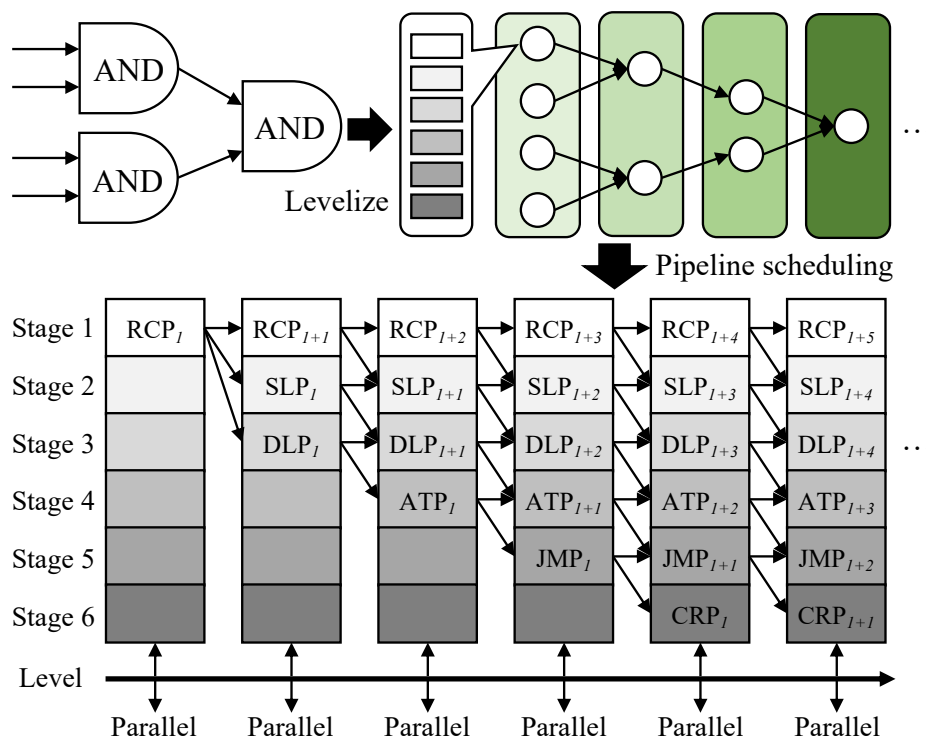 AND
AND
AND
Levelize
..
Pipeline scheduling
Stage 1 RCP1 RCP1+1 RCP1+2 RCP1+3 RCP1+4 RCP1+5
Stage 2 SLP1 SLP1+1 SLP1+2 SLP1+3 SLP1+4
Stage 3 DLP1 DLP1+1 DLP1+2 DLP1+3 DLP1+4 ..
Stage 4 ATP1 ATP1+1 ATP1+2 ATP1+3
Stage 5 JMP1 JMP1+1 JMP1+2
Stage 6 CRP1 CRP1+1
Level
Parallel Parallel Parallel Parallel Parallel Parallel